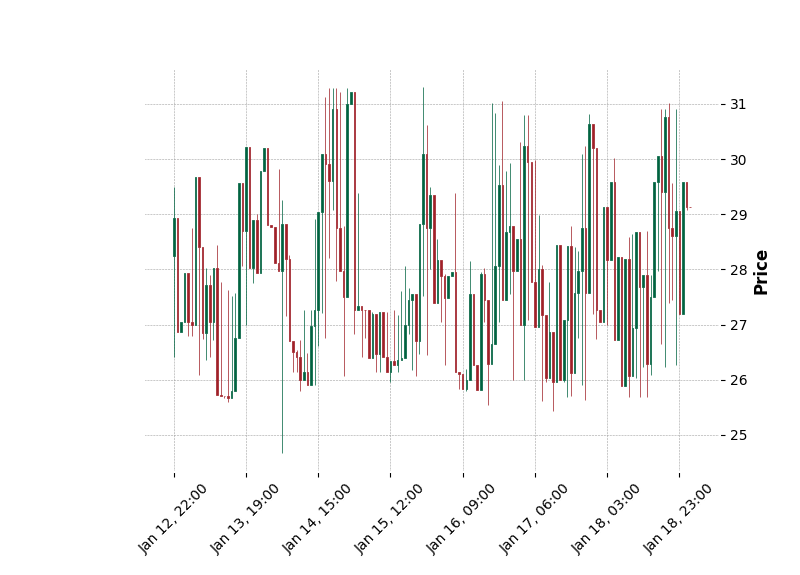 31
30
29
28
27
26
25
Price
Jan 12, 22:00
Jan 13, 19:00
Jan 14, 15:00
Jan 15, 12:00
Jan 16, 09:00
Jan 17, 06:00
Jan 18, 03:00
Jan 18, 23:00